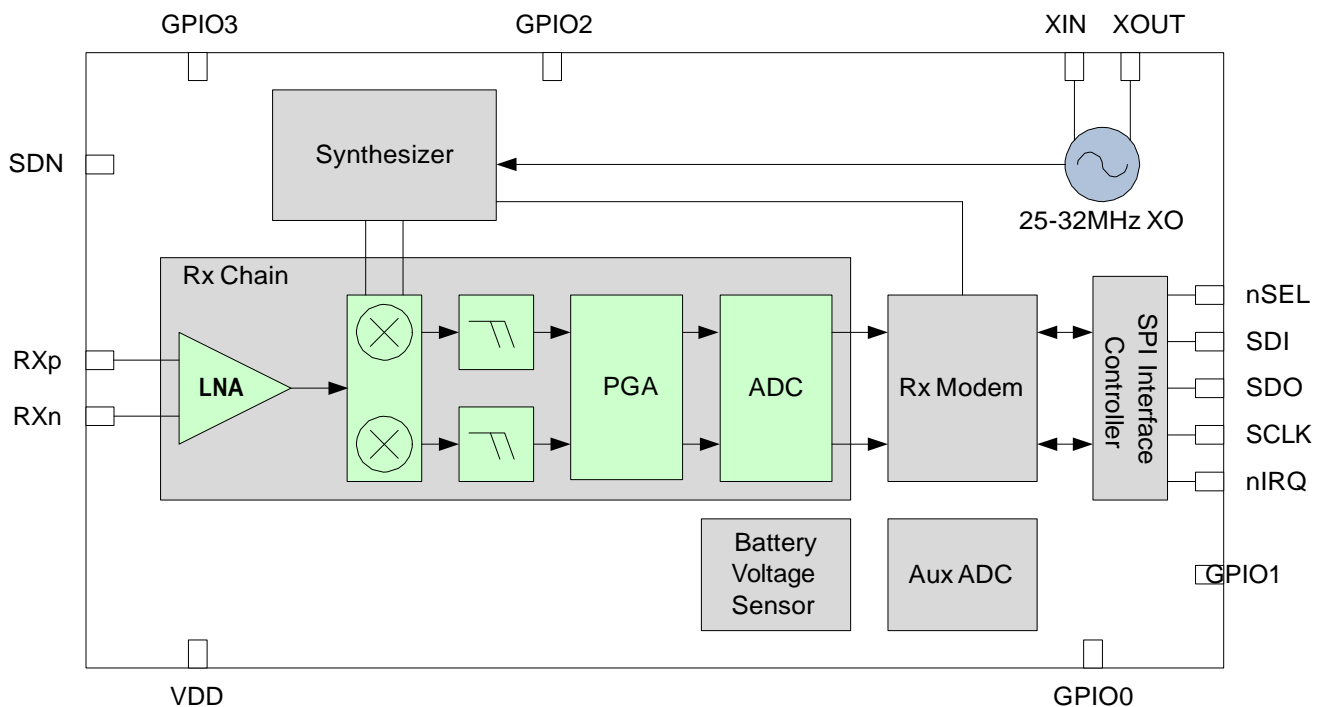 GPIO3
GPIO2
XIN
XOUT
SDN
Synthesizer
25-32MHz XO
Rx Chain
RXp
RXn
LNA
PGA
ADC
Rx Modem
SPI Interface
Controller
nSEL
SDI
SDO
SCLK
nIRQ
Battery
Voltage
Sensor
Aux ADC
GPIO1
VDD
GPIO0